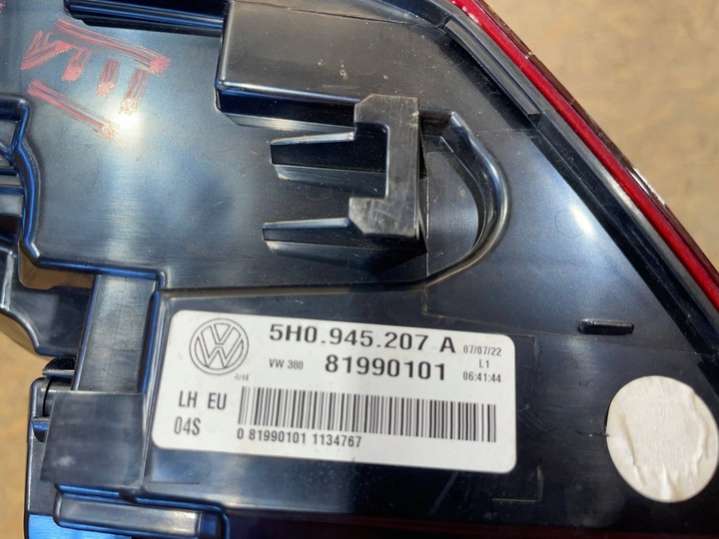 VII
5H0.945.207 A 07/07/22
VW 380 81990101 L1
06:41:44
LH EU
04S
0 81990101 1134767